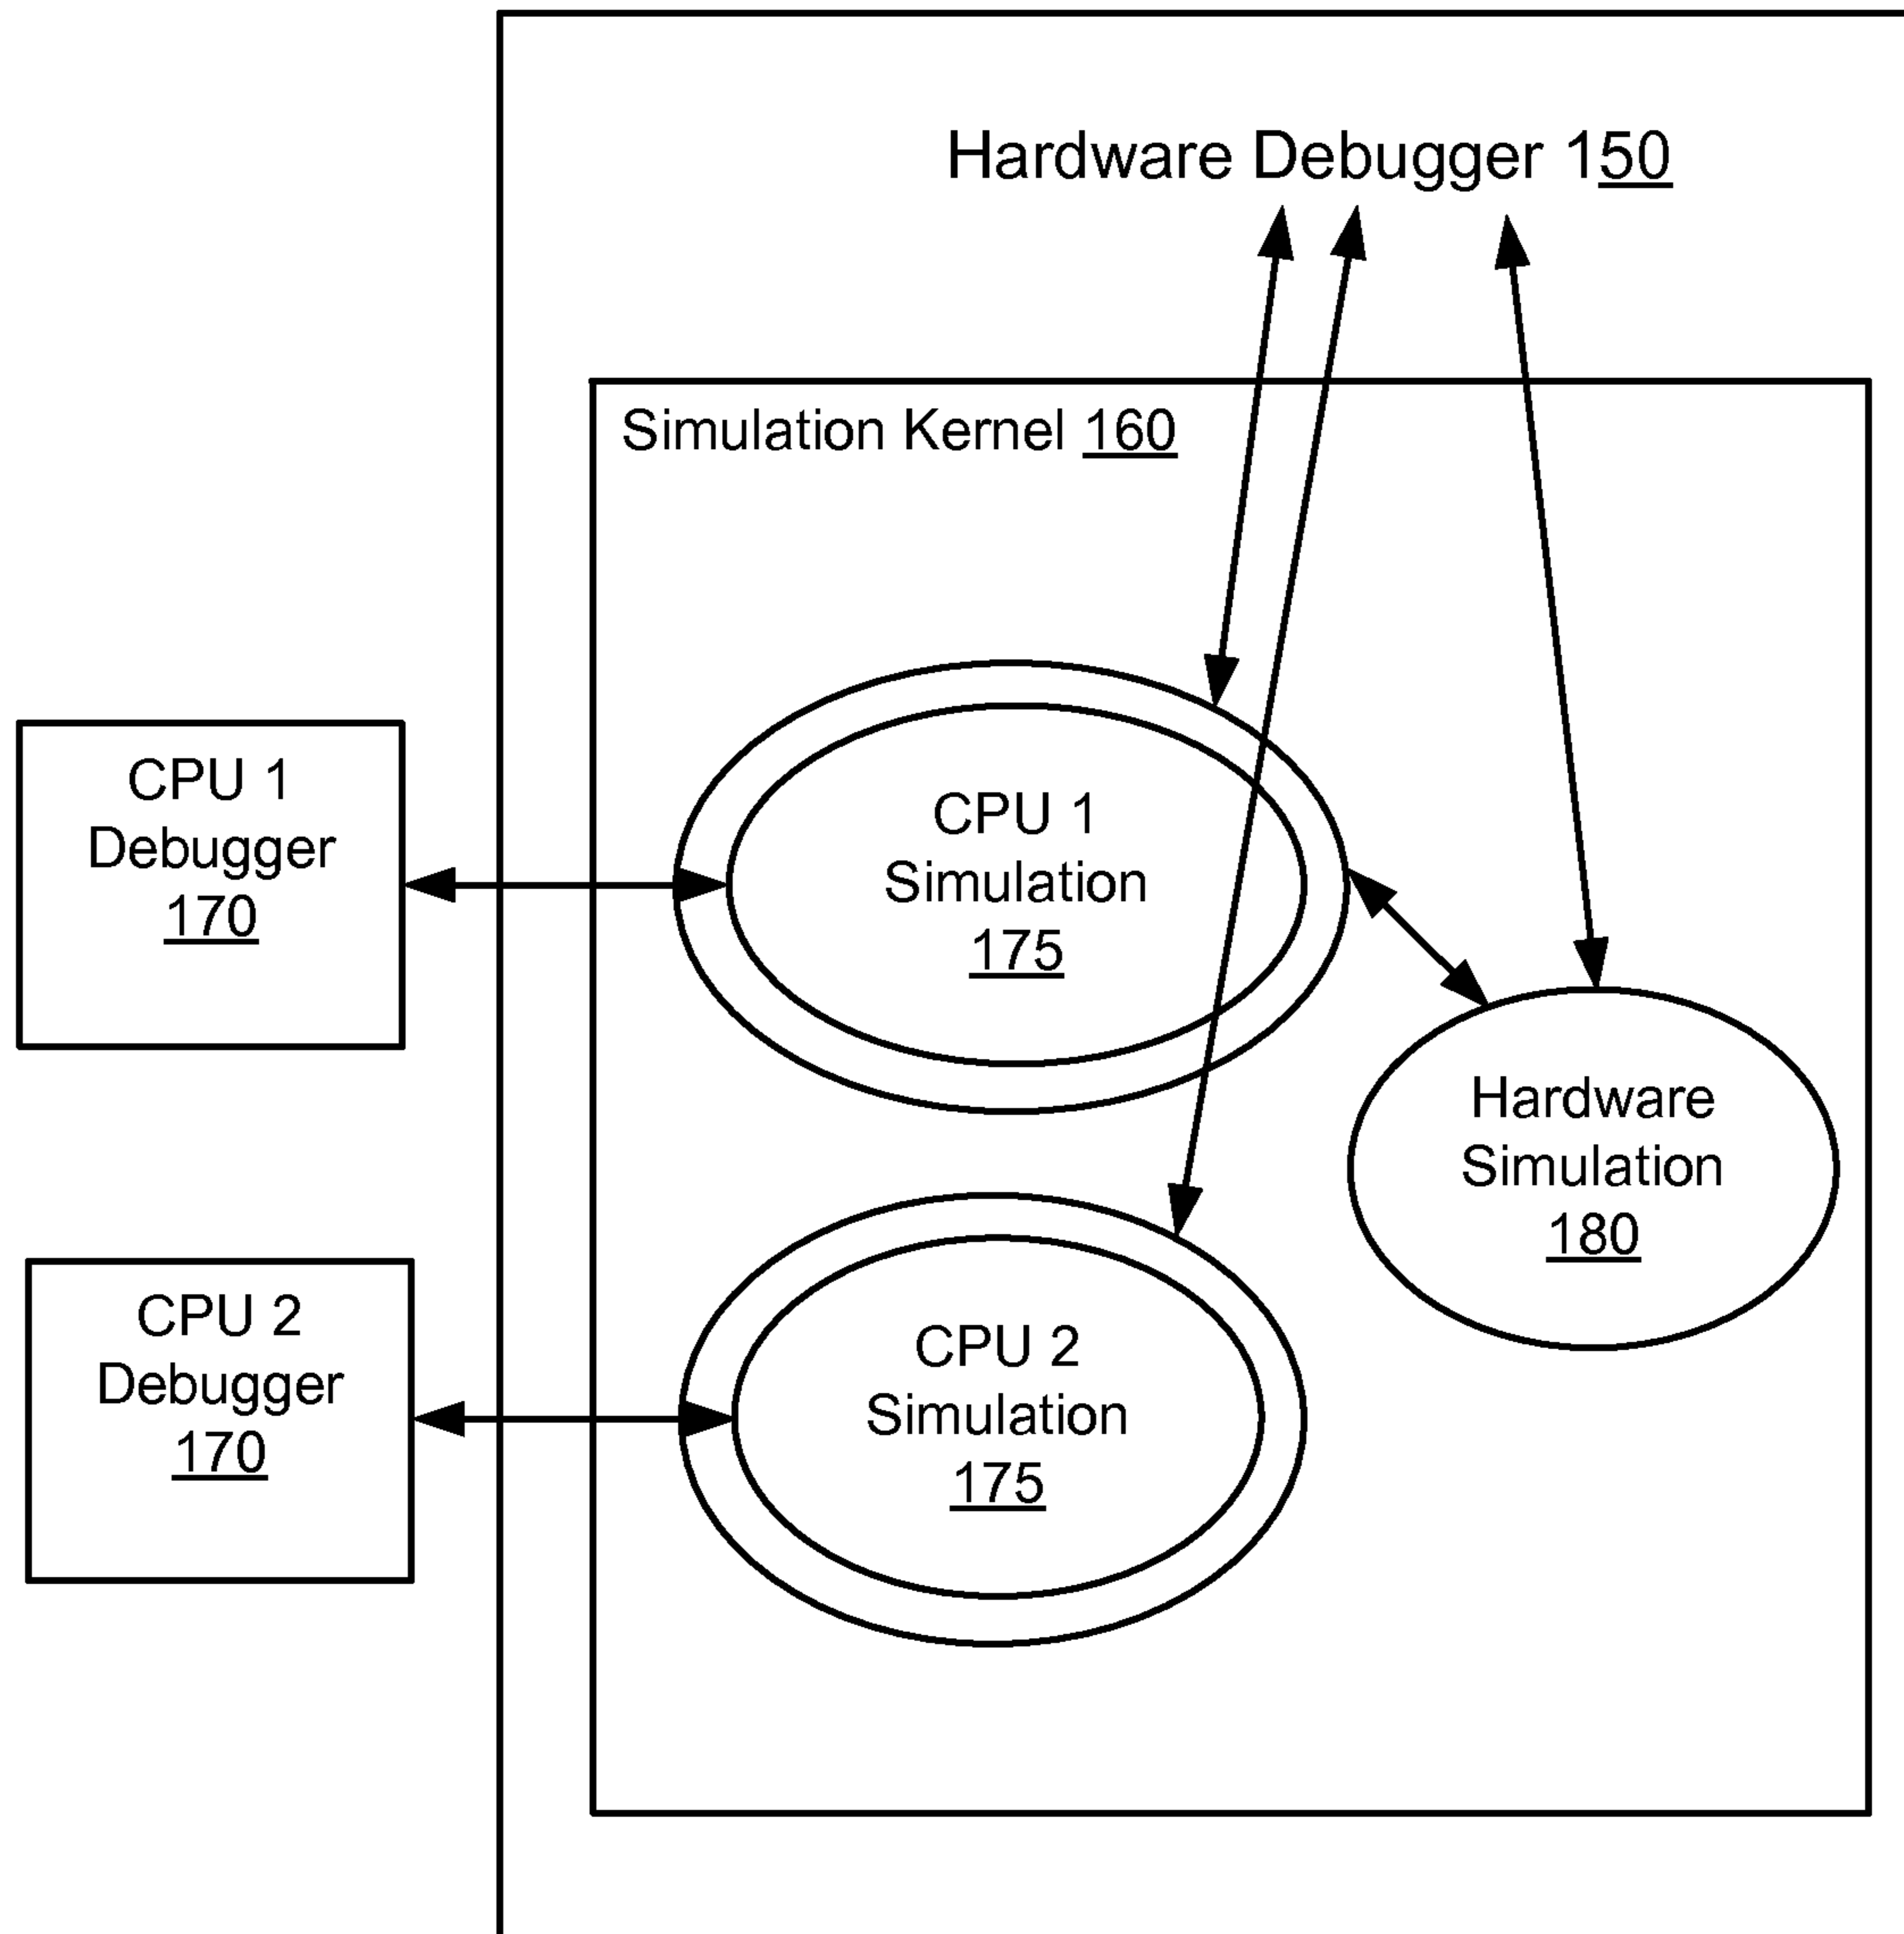 Hardware Debugger 150
Simulation Kernel 160
CPU 1
Debugger
170
CPU 1
Simulation
175
Hardware
Simulation
180
CPU 2
Debugger
170
CPU 2
Simulation
175